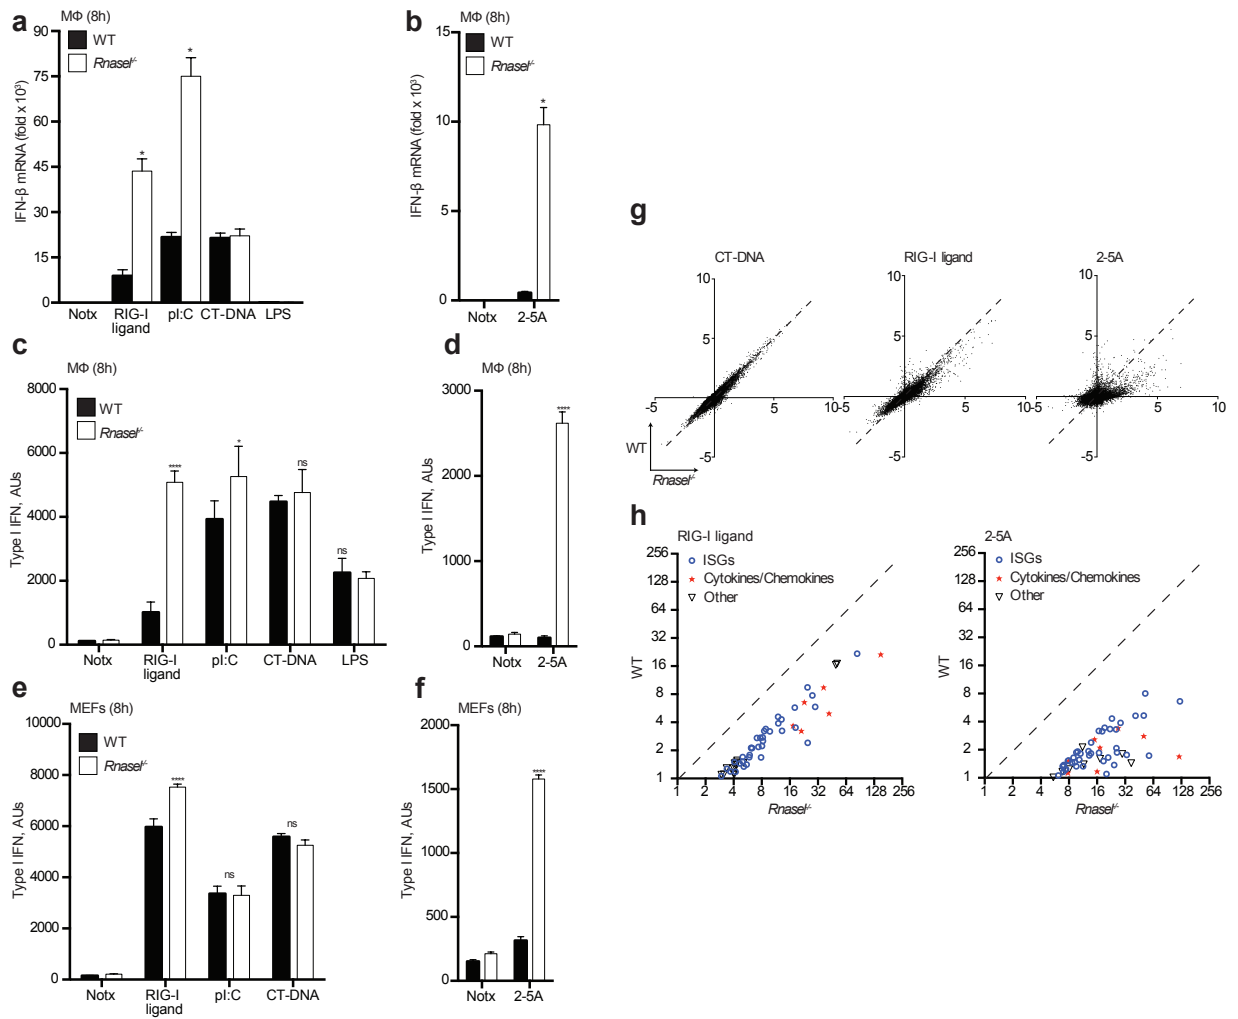 a
MΦ (8h)
WT
Rnasel-/-
IFN-β mRNA (fold x 10³)
90
75
60
45
30
15
0
*
*
Notx
RIG-I ligand
pI:C
CT-DNA
LPS
b
MΦ (8h)
WT
Rnasel-/-
IFN-β mRNA (fold x 10³)
15
10
5
0
*
Notx
2-5A
c
MΦ (8h)
WT
Rnasel-/-
Type I IFN, AUs
8000
6000
4000
2000
0
****
*
ns
ns
Notx
RIG-I ligand
pI:C
CT-DNA
LPS
d
MΦ (8h)
Type I IFN, AUs
3000
2000
1000
0
****
Notx
2-5A
e
MEFs (8h)
WT
Rnasel-/-
Type I IFN, AUs
10000
8000
6000
4000
2000
0
****
ns
ns
Notx
RIG-I ligand
pI:C
CT-DNA
f
MEFs (8h)
Type I IFN, AUs
2000
1500
1000
500
0
****
Notx
2-5A
g
CT-DNA
10
5
-5
5
10
-5
WT
Rnasel-/-
RIG-I ligand
10
5
-5
5
10
-5
2-5A
10
5
-5
5
10
-5
h
RIG-I ligand
ISGs
Cytokines/Chemokines
Other
WT
256
128
64
32
16
8
4
2
1
1 2 4 8 16 32 64 128 256
Rnasel-/-
2-5A
ISGs
Cytokines/Chemokines
Other
WT
256
128
64
32
16
8
4
2
1
1 2 4 8 16 32 64 128 256
Rnasel-/-